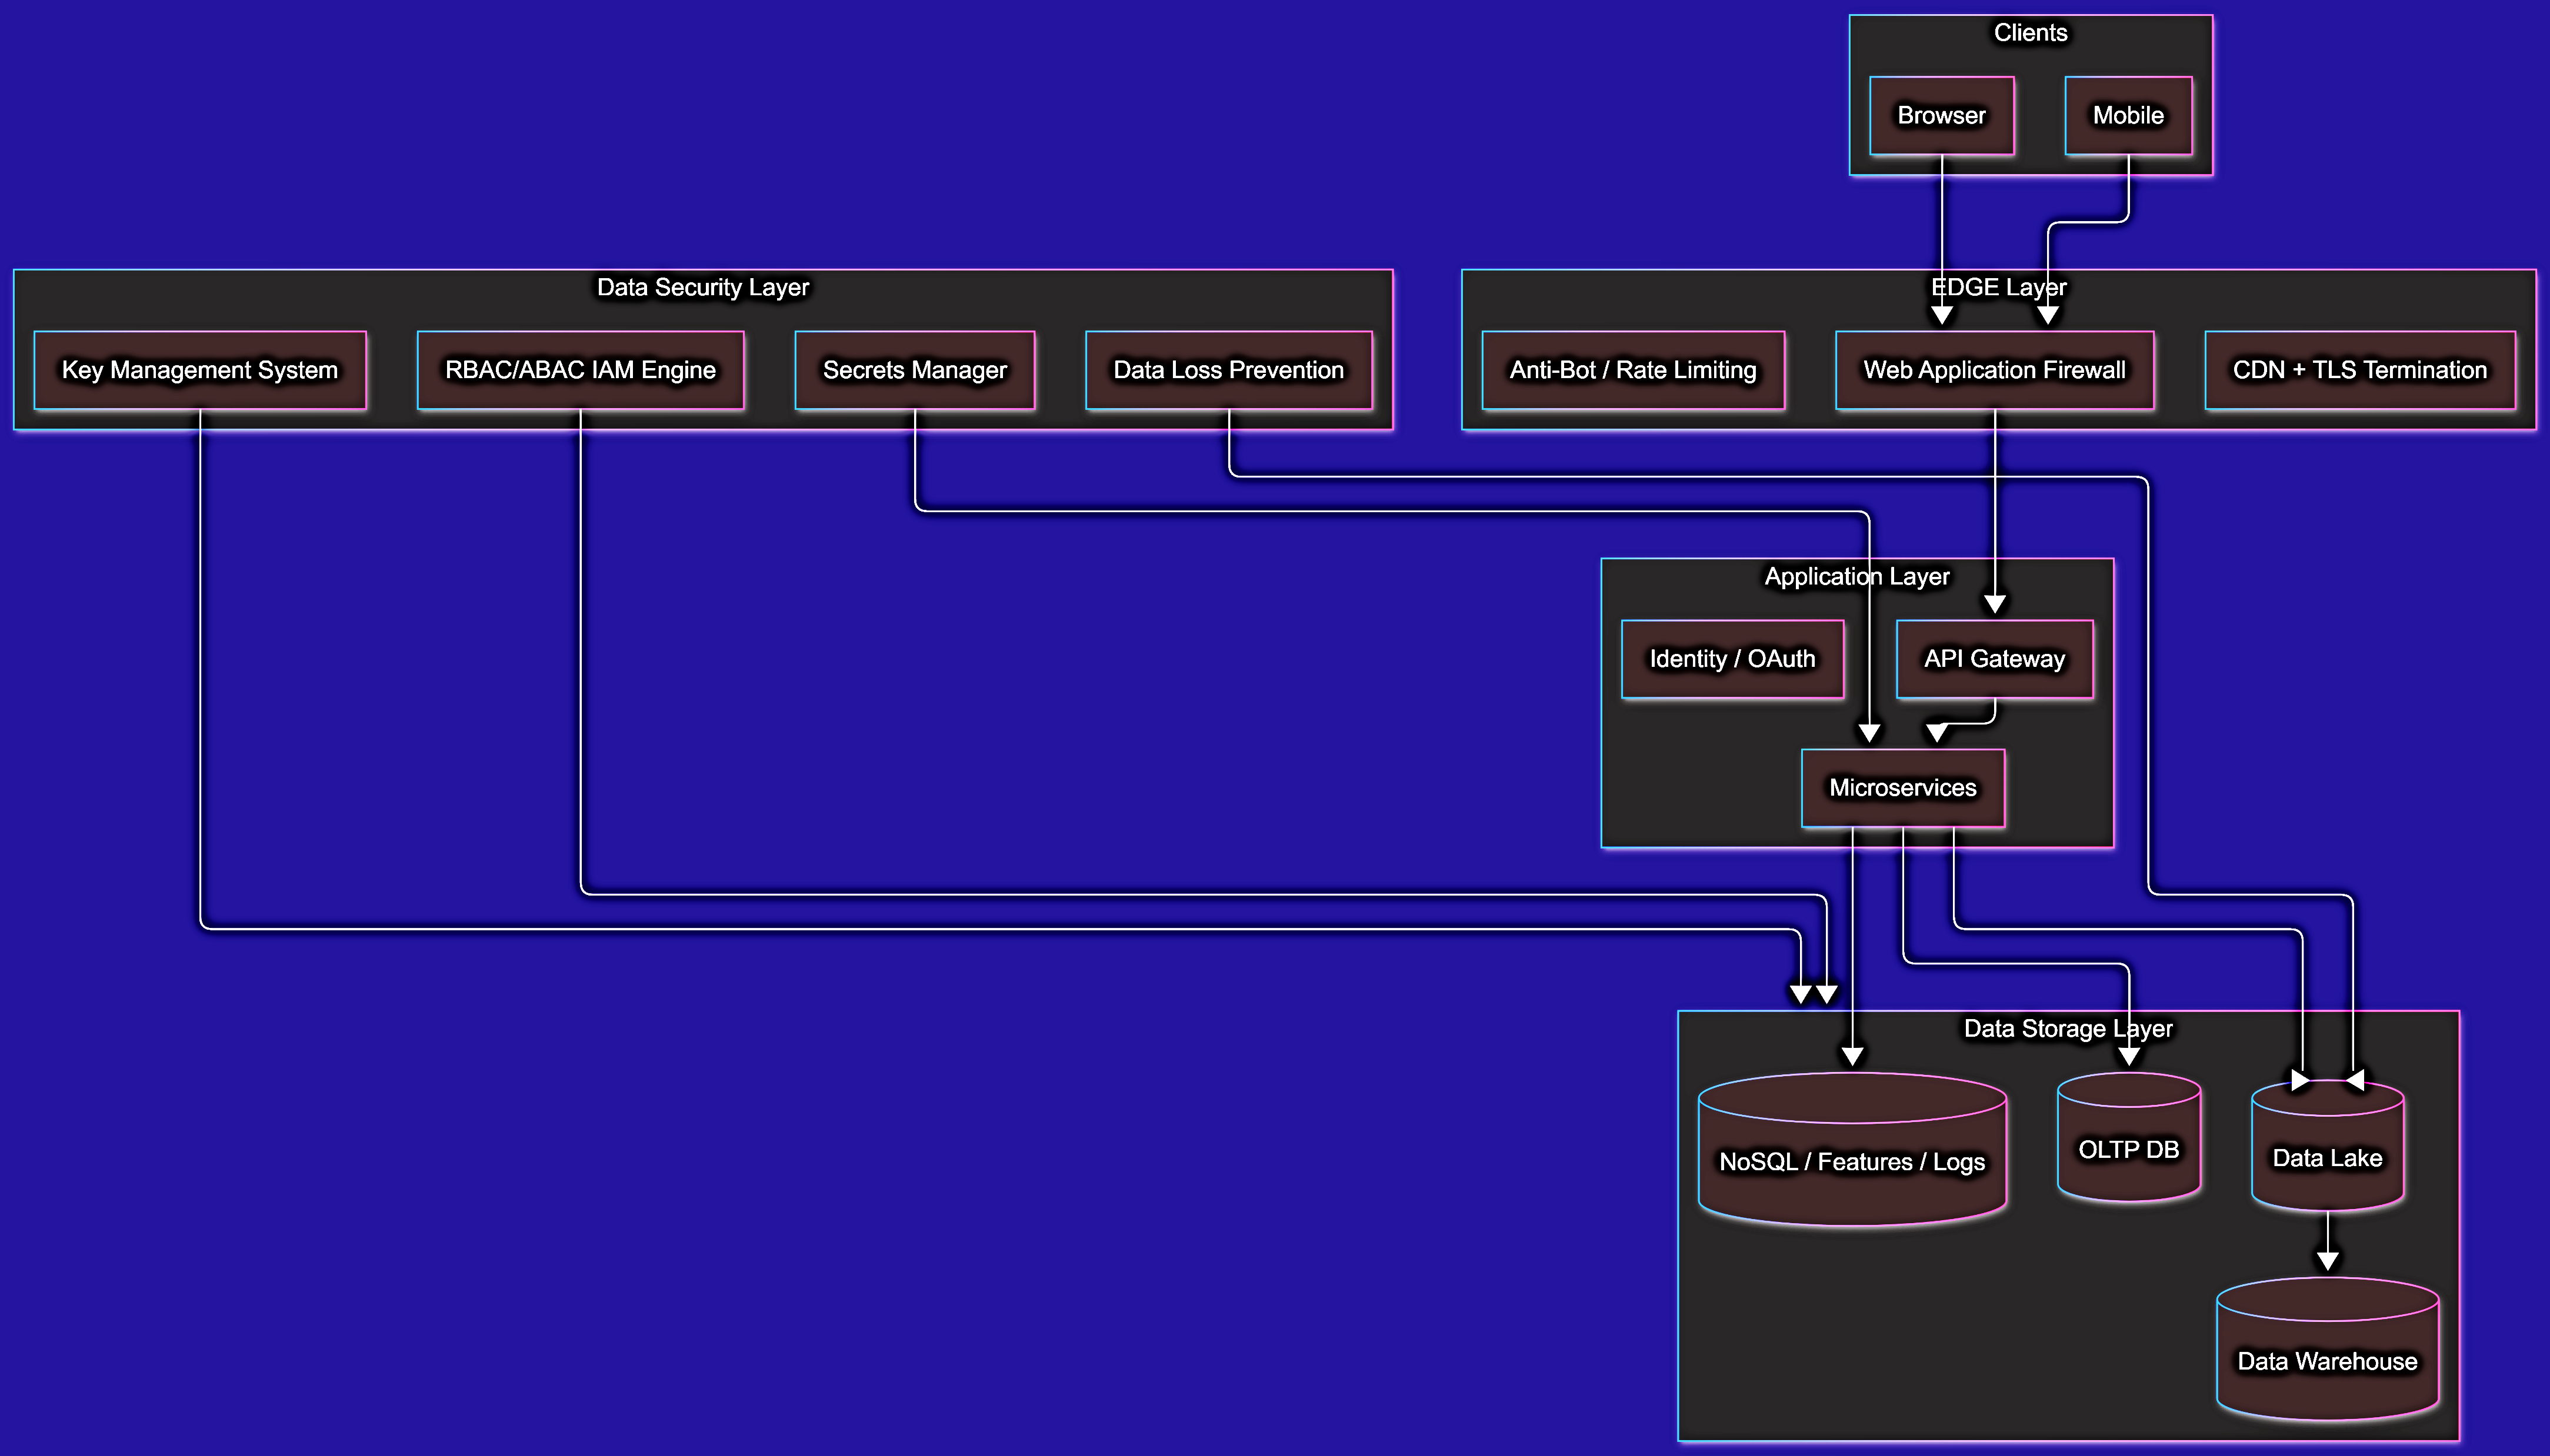 Clients
Browser
Mobile
Data Security Layer
Key Management System
RBAC/ABAC IAM Engine
Secrets Manager
Data Loss Prevention
EDGE Layer
Anti-Bot / Rate Limiting
Web Application Firewall
CDN + TLS Termination
Application Layer
Identity / OAuth
API Gateway
Microservices
Data Storage Layer
NoSQL / Features / Logs
OLTP DB
Data Lake
Data Warehouse